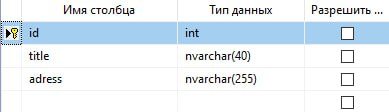 Имя столбца Тип данных Разрешить ...
id int
title nvarchar(40)
adress nvarchar(255)